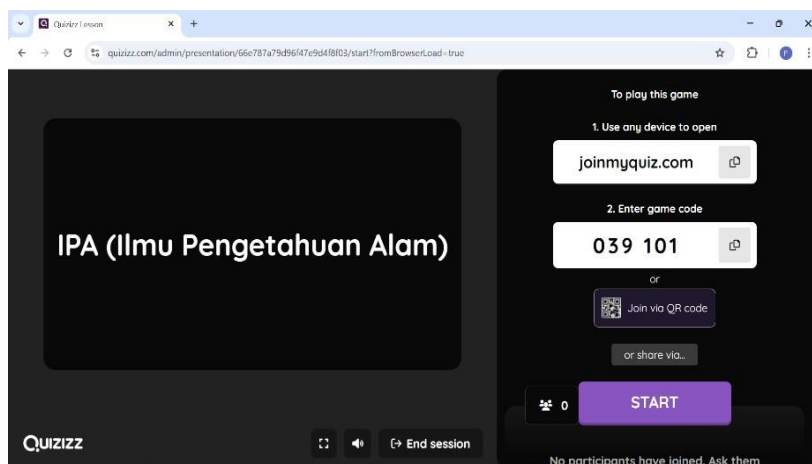 Quizizz Lesson
quizizz.com/admin/presentation/66e787a79d96f47e9d4f8f03/start?fromBrowserLoad=true
IPA (Ilmu Pengetahuan Alam)
QUIZIZZ
End session
To play this game
1. Use any device to open
joinmyquiz.com
2. Enter game code
039 101
or
Join via QR code
or share via...
0
START
No participants have joined. Ask them